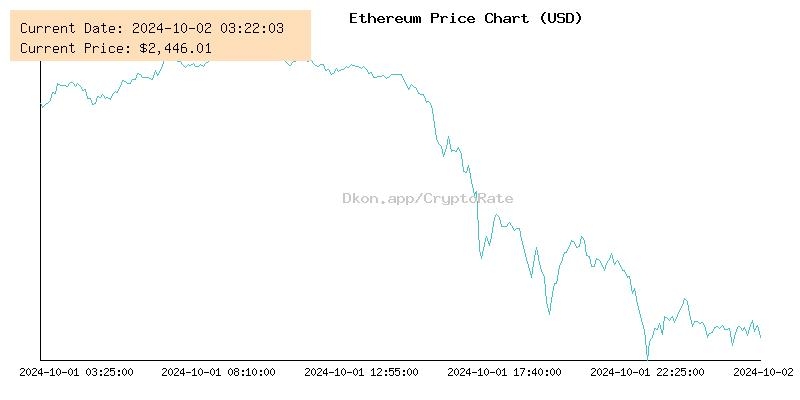 Ethereum Price Chart (USD)
Current Date: 2024-10-02 03:22:03
Current Price: $2,446.01
Dkon.app/CryptoRate
2024-10-01 03:25:00 2024-10-01 08:10:00 2024-10-01 12:55:00 2024-10-01 17:40:00 2024-10-01 22:25:00 2024-10-02